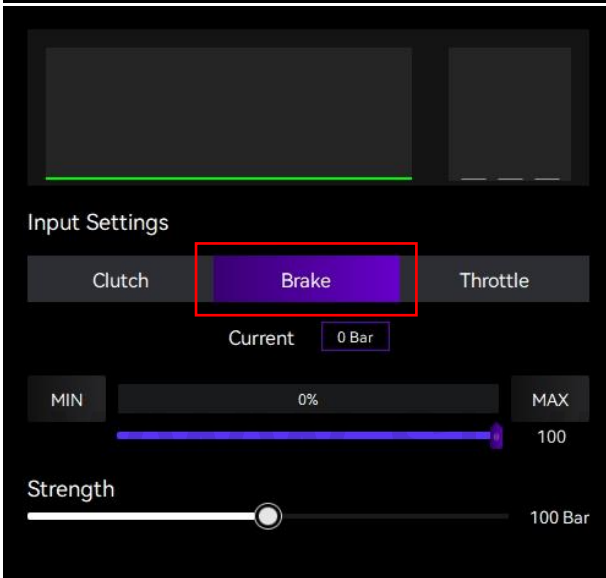 Input Settings
Clutch Brake Throttle
Current 0 Bar
MIN 0% MAX
100
Strength
100 Bar